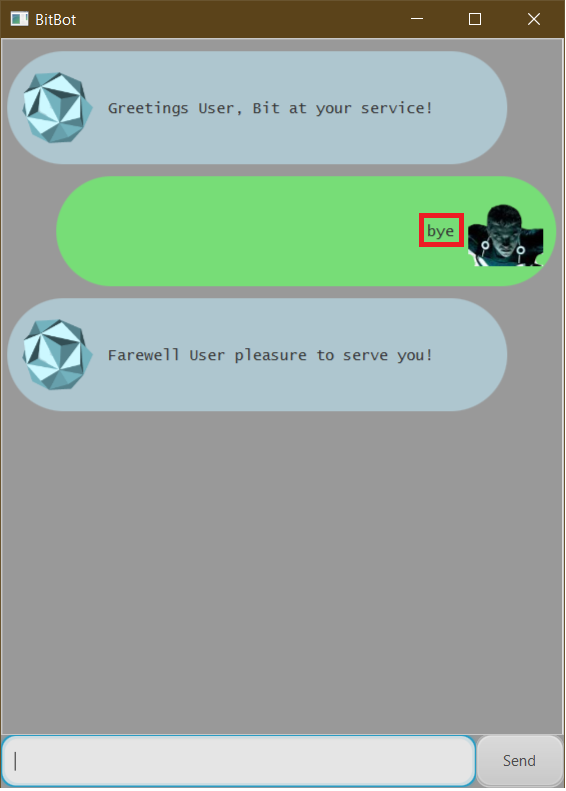 BitBot
Greetings User, Bit at your service!
bye
Farewell User pleasure to serve you!
Send